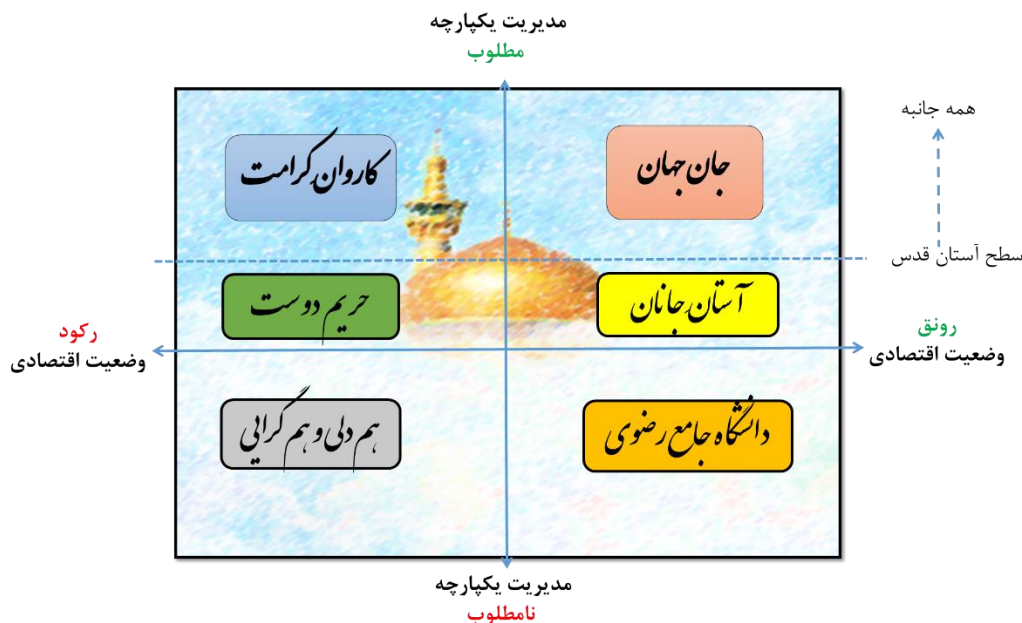 مدیریت یکپارچه
مطلوب
همه جانبه
جان جهان
کاروان کرامت
سطح آستان قدس
آستان جانان
حریم دوست
رونق
وضعیت اقتصادی
رکود
وضعیت اقتصادی
دانشگاه جامع رضوی
هم دلی و هم گرایی
مدیریت یکپارچه
نامطلوب